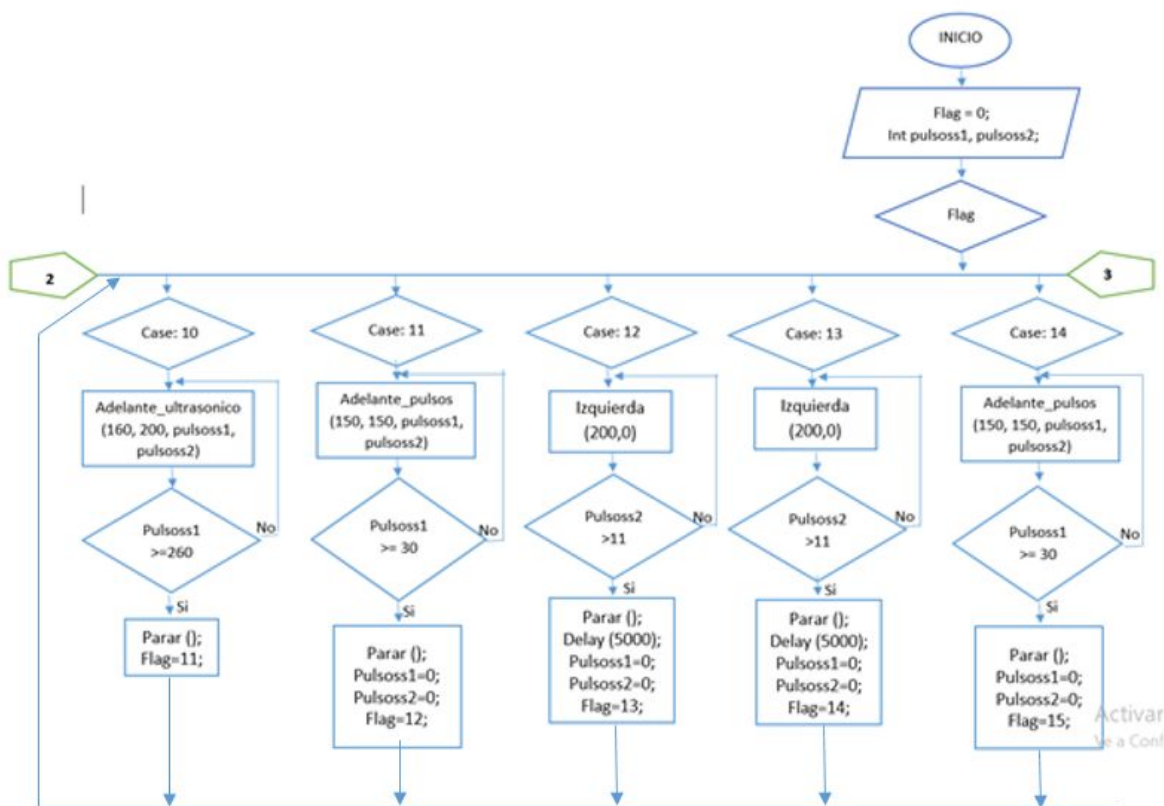 INICIO
Flag = 0;
Int pulsoss1, pulsoss2;
Flag
2
3
Case: 10
Adelante_ultrasonico
(160, 200, pulsoss1,
pulsoss2)
Pulsoss1
>=260
No
Si
Parar ();
Flag=11;
Case: 11
Adelante_pulsos
(150, 150, pulsoss1,
pulsoss2)
Pulsoss1
>= 30
No
Si
Parar ();
Pulsoss1=0;
Pulsoss2=0;
Flag=12;
Case: 12
Izquierda
(200,0)
Pulsoss2
>11
No
Si
Parar ();
Delay (5000);
Pulsoss1=0;
Pulsoss2=0;
Flag=13;
Case: 13
Izquierda
(200,0)
Pulsoss2
>11
No
Si
Parar ();
Delay (5000);
Pulsoss1=0;
Pulsoss2=0;
Flag=14;
Case: 14
Adelante_pulsos
(150, 150, pulsoss1,
pulsoss2)
Pulsoss1
>= 30
No
Si
Parar ();
Pulsoss1=0;
Pulsoss2=0;
Flag=15;
Activar
Ve a Conf